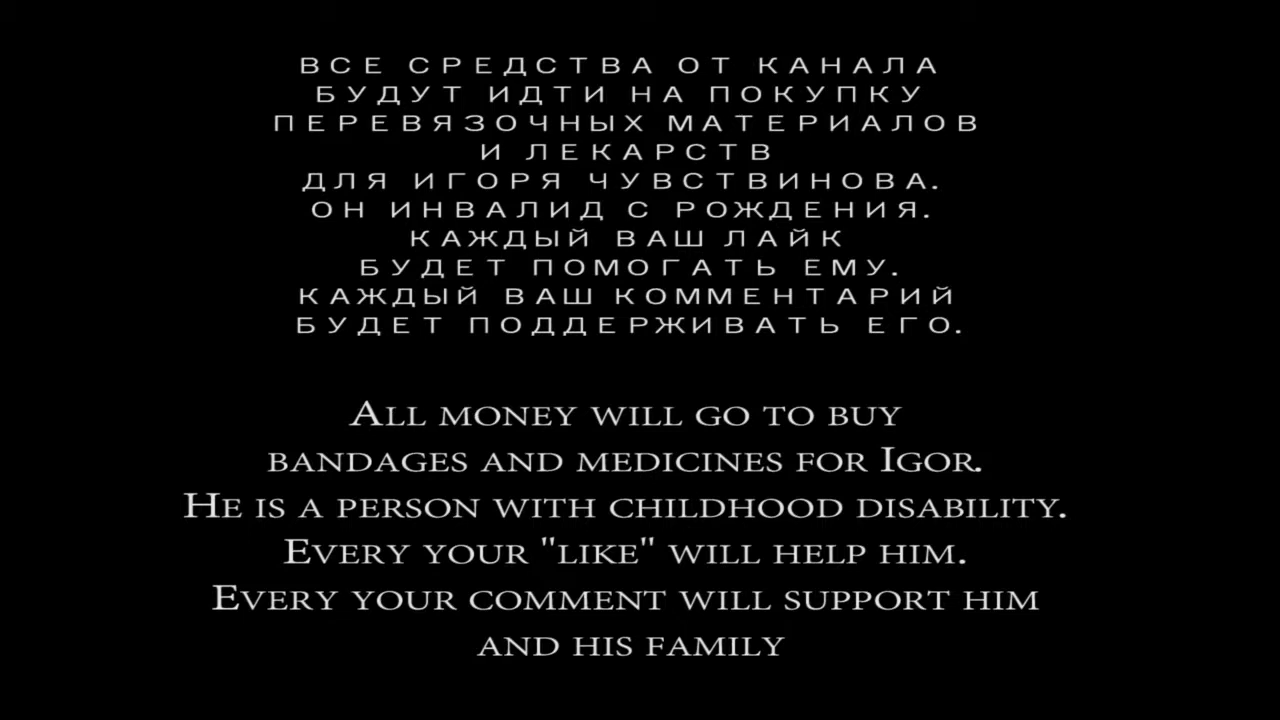 ВСЕ СРЕДСТВА ОТ КАНАЛА
БУДУТ ИДТИ НА ПОКУПКУ
ПЕРЕВЯЗОЧНЫХ МАТЕРИАЛОВ
И ЛЕКАРСТВ
ДЛЯ ИГОРЯ ЧУВСТВИНОВА.
ОН ИНВАЛИД С РОЖДЕНИЯ.
КАЖДЫЙ ВАШ ЛАЙК
БУДЕТ ПОМОГАТЬ ЕМУ.
КАЖДЫЙ ВАШ КОММЕНТАРИЙ
БУДЕТ ПОДДЕРЖИВАТЬ ЕГО.
ALL MONEY WILL GO TO BUY
BANDAGES AND MEDICINES FOR IGOR.
HE IS A PERSON WITH CHILDHOOD DISABILITY.
EVERY YOUR "LIKE" WILL HELP HIM.
EVERY YOUR COMMENT WILL SUPPORT HIM
AND HIS FAMILY